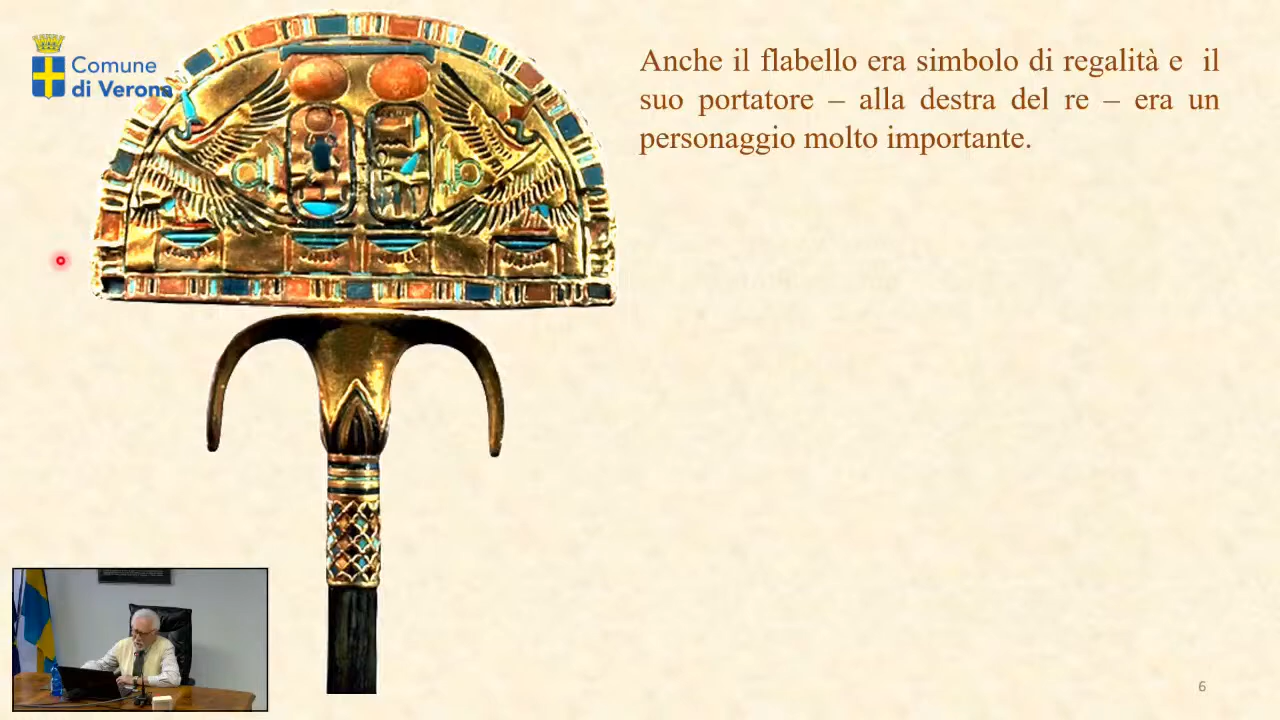 Comune
di Verona
Anche il flabello era simbolo di regalità e il
suo portatore – alla destra del re – era un
personaggio molto importante.
6